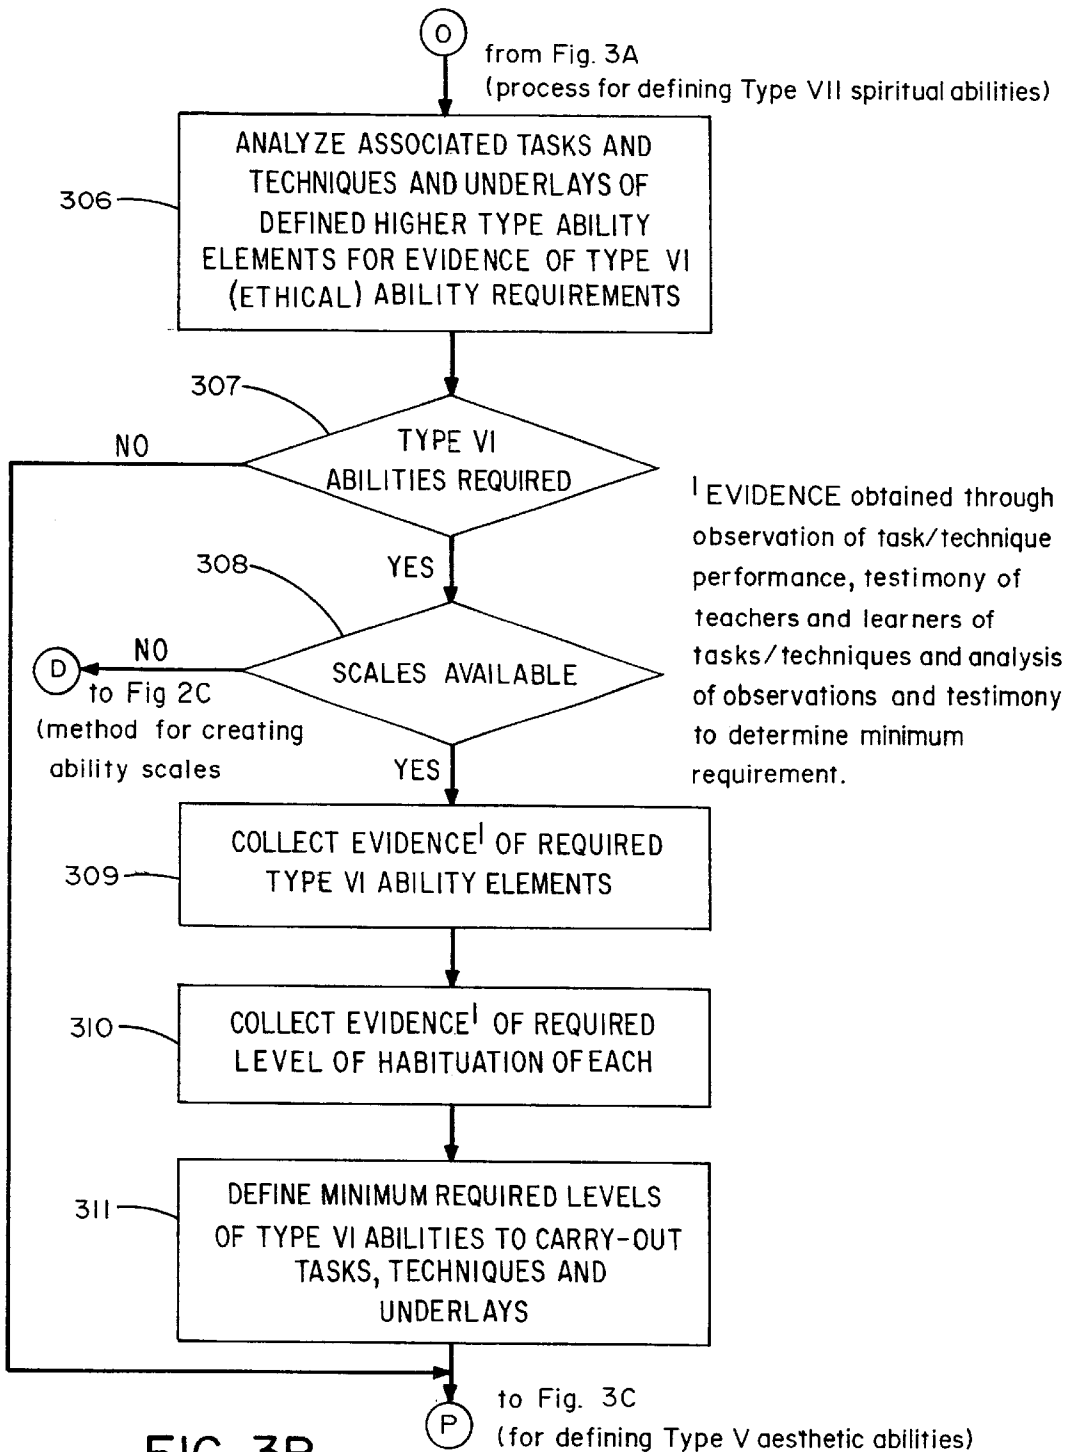 O
from Fig. 3A
(process for defining Type VII spiritual abilities)
306
ANALYZE ASSOCIATED TASKS AND
TECHNIQUES AND UNDERLAYS OF
DEFINED HIGHER TYPE ABILITY
ELEMENTS FOR EVIDENCE OF TYPE VI
(ETHICAL) ABILITY REQUIREMENTS
307
NO
TYPE VI
ABILITIES REQUIRED
YES
308
NO
D
to Fig 2C
(method for creating
ability scales
SCALES AVAILABLE
YES
1 EVIDENCE obtained through
observation of task/technique
performance, testimony of
teachers and learners of
tasks/techniques and analysis
of observations and testimony
to determine minimum
requirement.
309
COLLECT EVIDENCE1 OF REQUIRED
TYPE VI ABILITY ELEMENTS
310
COLLECT EVIDENCE1 OF REQUIRED
LEVEL OF HABITUATION OF EACH
311
DEFINE MINIMUM REQUIRED LEVELS
OF TYPE VI ABILITIES TO CARRY-OUT
TASKS, TECHNIQUES AND
UNDERLAYS
P
to Fig. 3C
(for defining Type V aesthetic abilities)
FIG. 3B